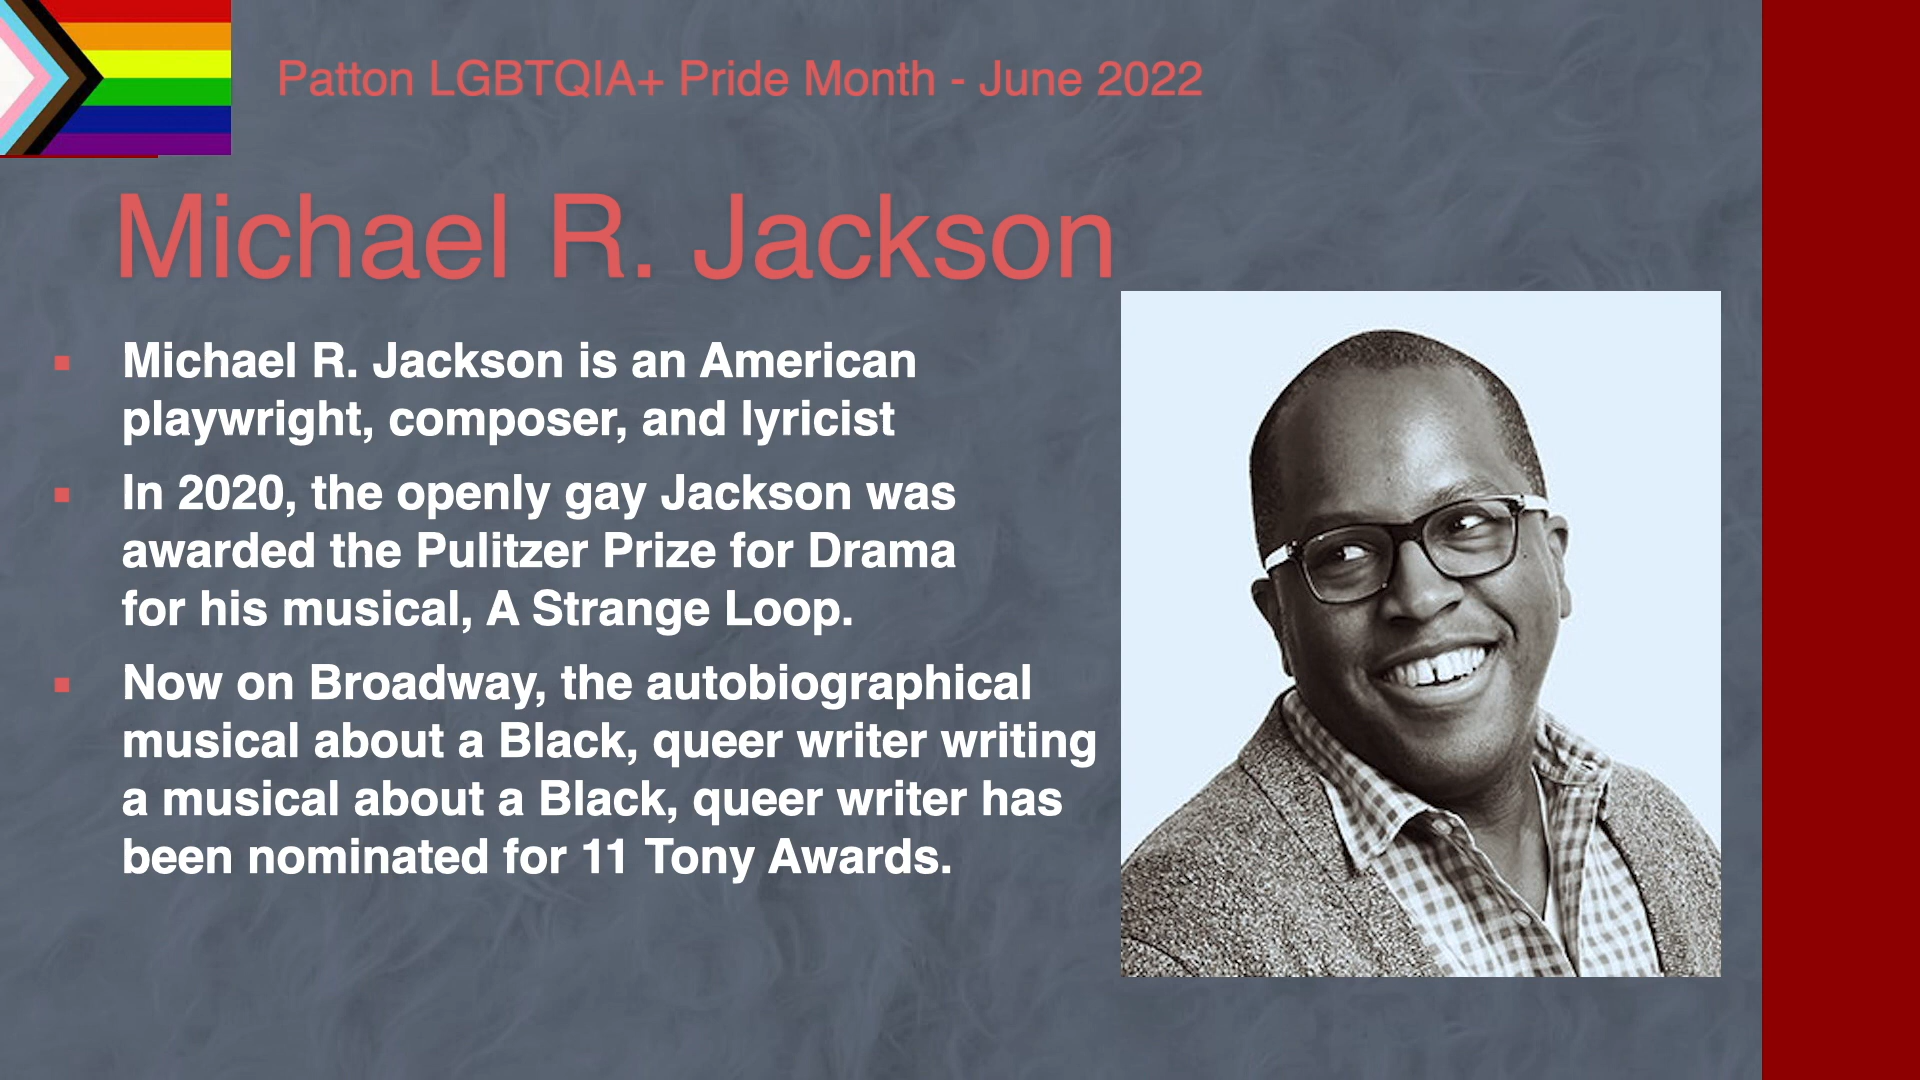 Patton LGBTQIA+ Pride Month - June 2022
Michael R. Jackson
Michael R. Jackson is an American
playwright, composer, and lyricist
In 2020, the openly gay Jackson was
awarded the Pulitzer Prize for Drama
for his musical, A Strange Loop.
Now on Broadway, the autobiographical
musical about a Black, queer writer writing
a musical about a Black, queer writer has
been nominated for 11 Tony Awards.